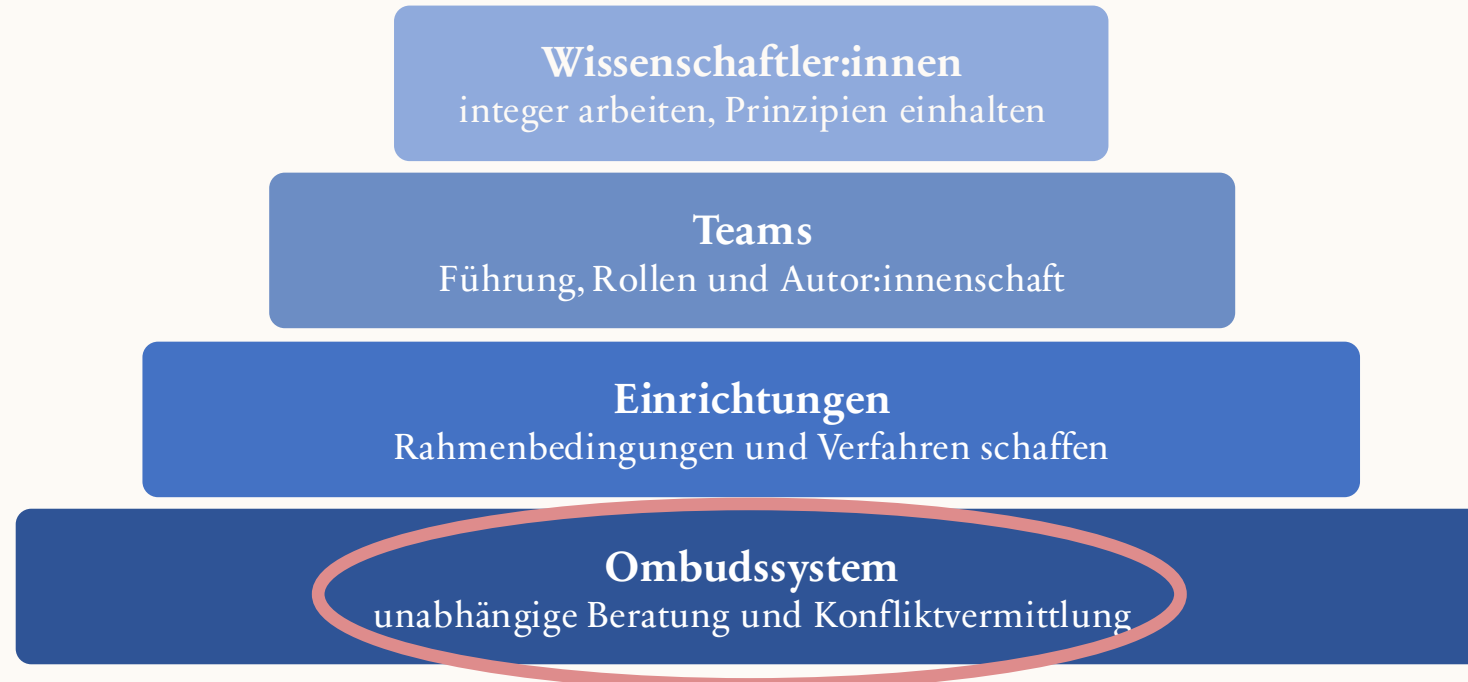 Wissenschaftler:innen
integer arbeiten, Prinzipien einhalten
Teams
Führung, Rollen und Autor:innenschaft
Einrichtungen
Rahmenbedingungen und Verfahren schaffen
Ombudssystem
unabhängige Beratung und Konfliktvermittlung